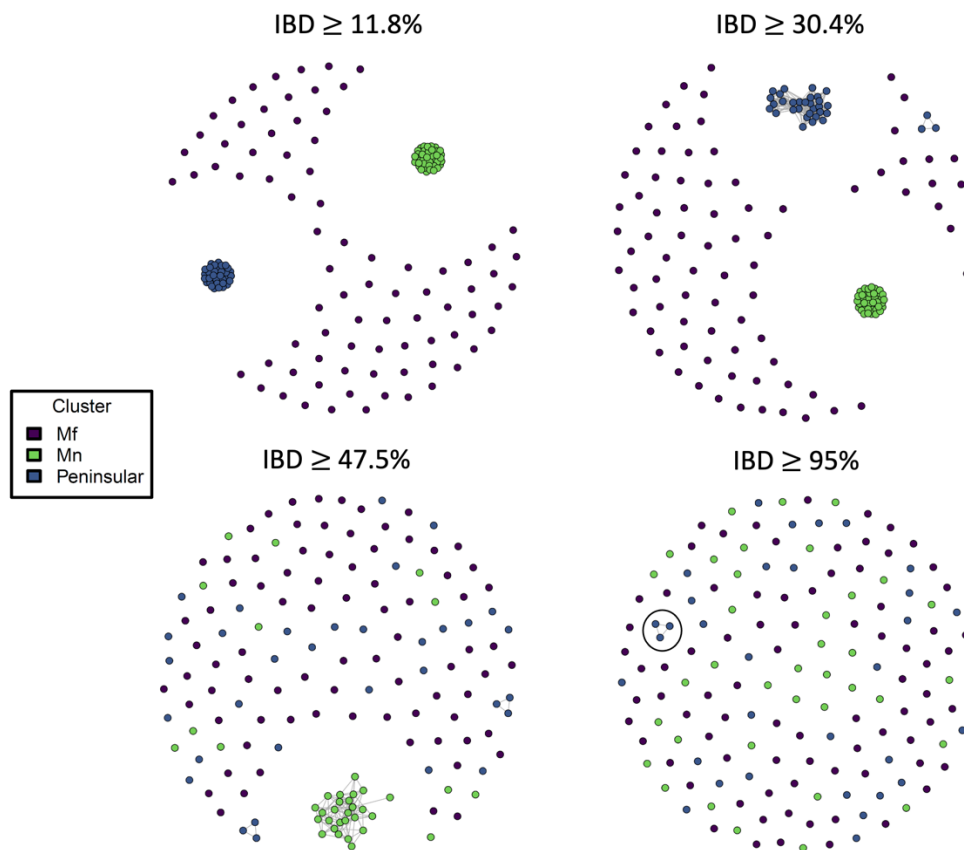 IBD ≥ 11.8%
IBD ≥ 30.4%
Cluster
Mf
Mn
Peninsular
IBD ≥ 47.5%
IBD ≥ 95%